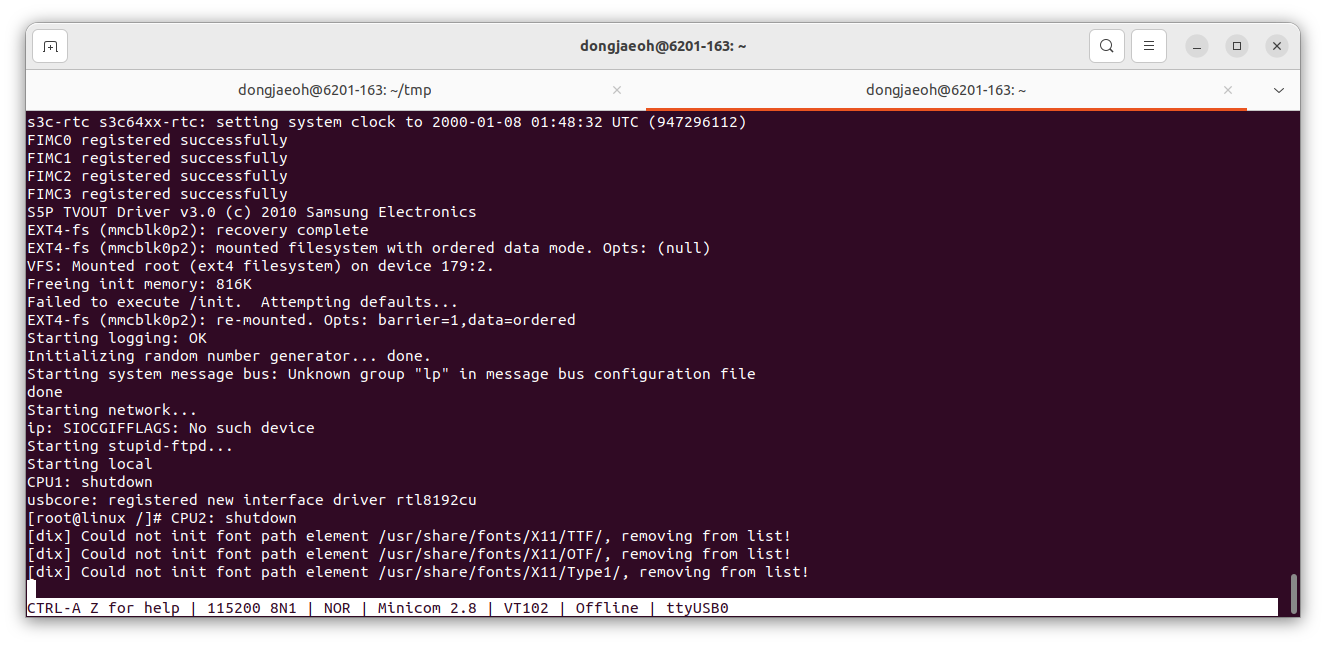 dongjaeoh@6201-163: ~
dongjaeoh@6201-163: ~/tmp
dongjaeoh@6201-163: ~
s3c-rtc s3c64xx-rtc: setting system clock to 2000-01-08 01:48:32 UTC (947296112)
FIMC0 registered successfully
FIMC1 registered successfully
FIMC2 registered successfully
FIMC3 registered successfully
S5P TVOUT Driver v3.0 (c) 2010 Samsung Electronics
EXT4-fs (mmcblk0p2): recovery complete
EXT4-fs (mmcblk0p2): mounted filesystem with ordered data mode. Opts: (null)
VFS: Mounted root (ext4 filesystem) on device 179:2.
Freeing init memory: 816K
Failed to execute /init.  Attempting defaults...
EXT4-fs (mmcblk0p2): re-mounted. Opts: barrier=1,data=ordered
Starting logging: OK
Initializing random number generator... done.
Starting system message bus: Unknown group "lp" in message bus configuration file
done
Starting network...
ip: SIOCGIFFLAGS: No such device
Starting stupid-ftpd...
Starting local
CPU1: shutdown
usbcore: registered new interface driver rtl8192cu
[root@linux /]# CPU2: shutdown
[dix] Could not init font path element /usr/share/fonts/X11/TTF/, removing from list!
[dix] Could not init font path element /usr/share/fonts/X11/OTF/, removing from list!
[dix] Could not init font path element /usr/share/fonts/X11/Type1/, removing from list!
CTRL-A Z for help | 115200 8N1 | NOR | Minicom 2.8 | VT102 | Offline | ttyUSB0